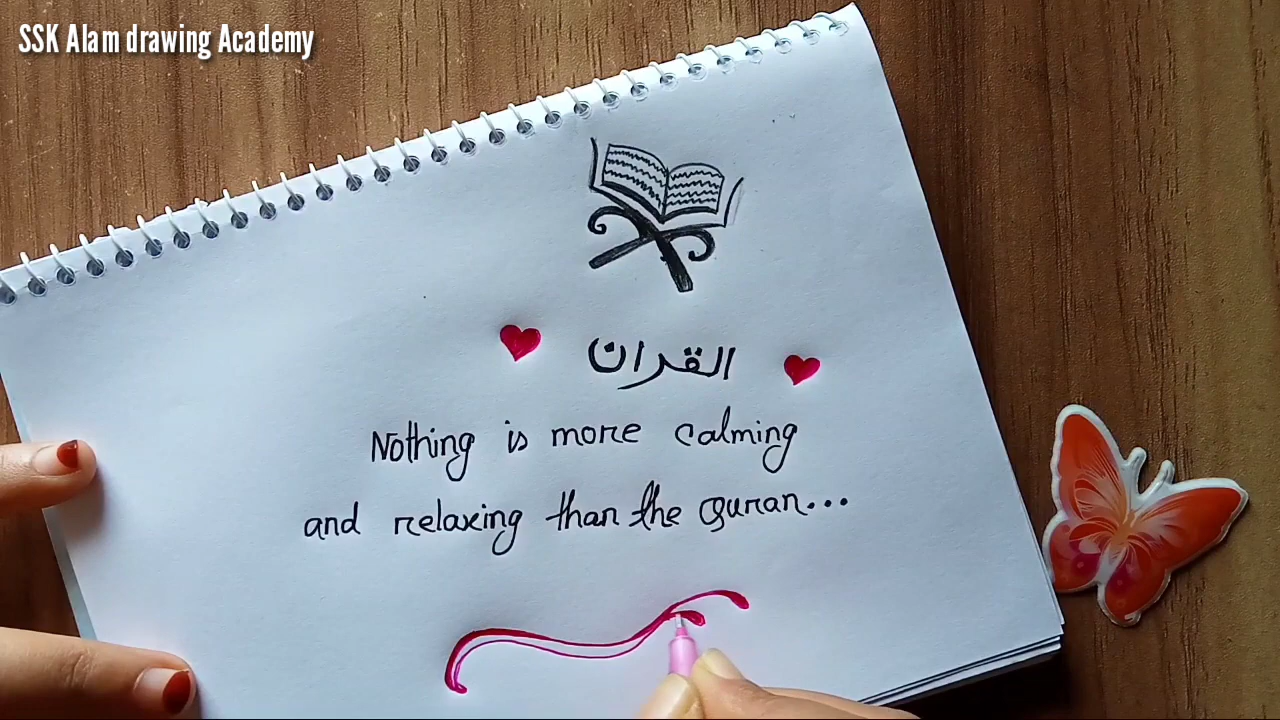 SSK Alam drawing Academy
القران
Nothing is more calming
and relaxing than the Quran...